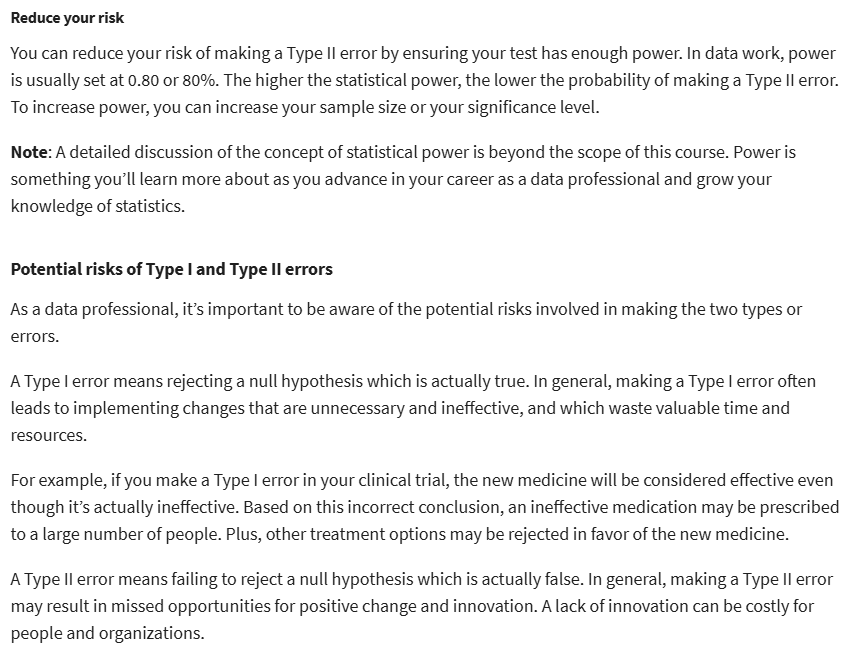 Reduce your risk
You can reduce your risk of making a Type II error by ensuring your test has enough power. In data work, power
is usually set at 0.80 or 80%. The higher the statistical power, the lower the probability of making a Type II error.
To increase power, you can increase your sample size or your significance level.
Note: A detailed discussion of the concept of statistical power is beyond the scope of this course. Power is
something you’ll learn more about as you advance in your career as a data professional and grow your
knowledge of statistics.
Potential risks of Type I and Type II errors
As a data professional, it’s important to be aware of the potential risks involved in making the two types or
errors.
A Type I error means rejecting a null hypothesis which is actually true. In general, making a Type I error often
leads to implementing changes that are unnecessary and ineffective, and which waste valuable time and
resources.
For example, if you make a Type I error in your clinical trial, the new medicine will be considered effective even
though it’s actually ineffective. Based on this incorrect conclusion, an ineffective medication may be prescribed
to a large number of people. Plus, other treatment options may be rejected in favor of the new medicine.
A Type II error means failing to reject a null hypothesis which is actually false. In general, making a Type II error
may result in missed opportunities for positive change and innovation. A lack of innovation can be costly for
people and organizations.